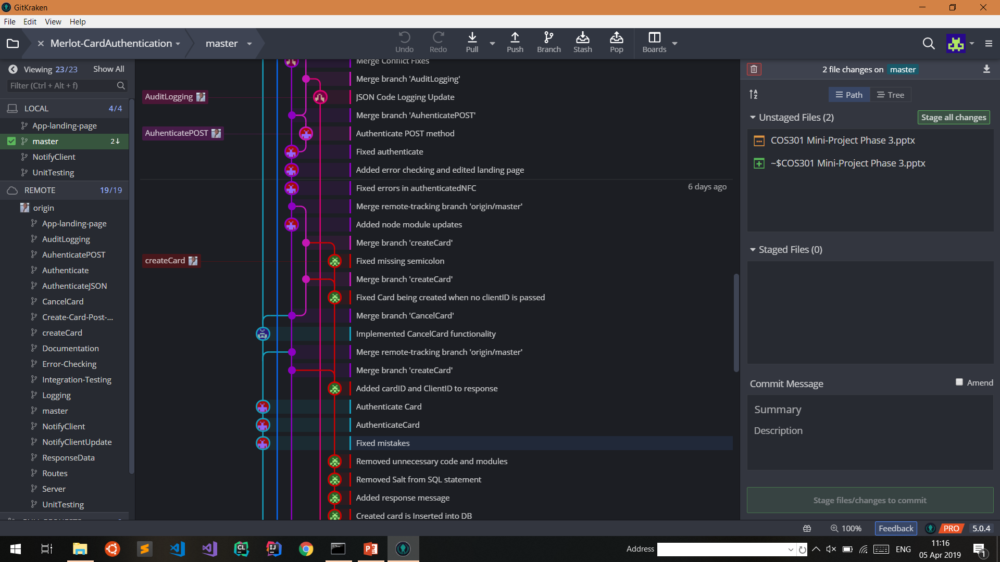 GitKraken
File Edit View Help
Merlot-CardAuthentication master
Undo Redo Pull Push Branch Stash Pop Boards
Viewing 23/23 Show All
Filter (Ctrl + Alt + f)
LOCAL 4/4
App-landing-page
master 2↓
NotifyClient
UnitTesting
REMOTE 19/19
origin
App-landing-page
AuditLogging
AuhenticatePOST
Authenticate
AuthenticateJSON
CancelCard
Create-Card-Post-...
createCard
Documentation
Error-Checking
Integration-Testing
Logging
master
NotifyClient
NotifyClientUpdate
ResponseData
Routes
Server
UnitTesting
AuditLogging
AuhenticatePOST
createCard
Merge Conflict Fixes
Merge branch 'AuditLogging'
JSON Code Logging Update
Merge branch 'AuhenticatePOST'
Authenticate POST method
Fixed authenticate
Added error checking and edited landing page
Fixed errors in authenticatedNFC 6 days ago
Merge remote-tracking branch 'origin/master'
Added node module updates
Merge branch 'createCard'
Fixed missing semicolon
Merge branch 'createCard'
Fixed Card being created when no clientID is passed
Merge branch 'CancelCard'
Implemented CancelCard functionality
Merge remote-tracking branch 'origin/master'
Merge branch 'createCard'
Added cardID and ClientID to response
Authenticate Card
AuthenticateCard
Fixed mistakes
Removed unnecessary code and modules
Removed Salt from SQL statement
Added response message
Created card is Inserted into DB
2 file changes on master
Path Tree
Unstaged Files (2) Stage all changes
COS301 Mini-Project Phase 3.pptx
~$COS301 Mini-Project Phase 3.pptx
Staged Files (0)
Commit Message Amend
Summary
Description
Stage files/changes to commit
100% Feedback PRO 5.0.4
Address ENG 11:16
05 Apr 2019 1